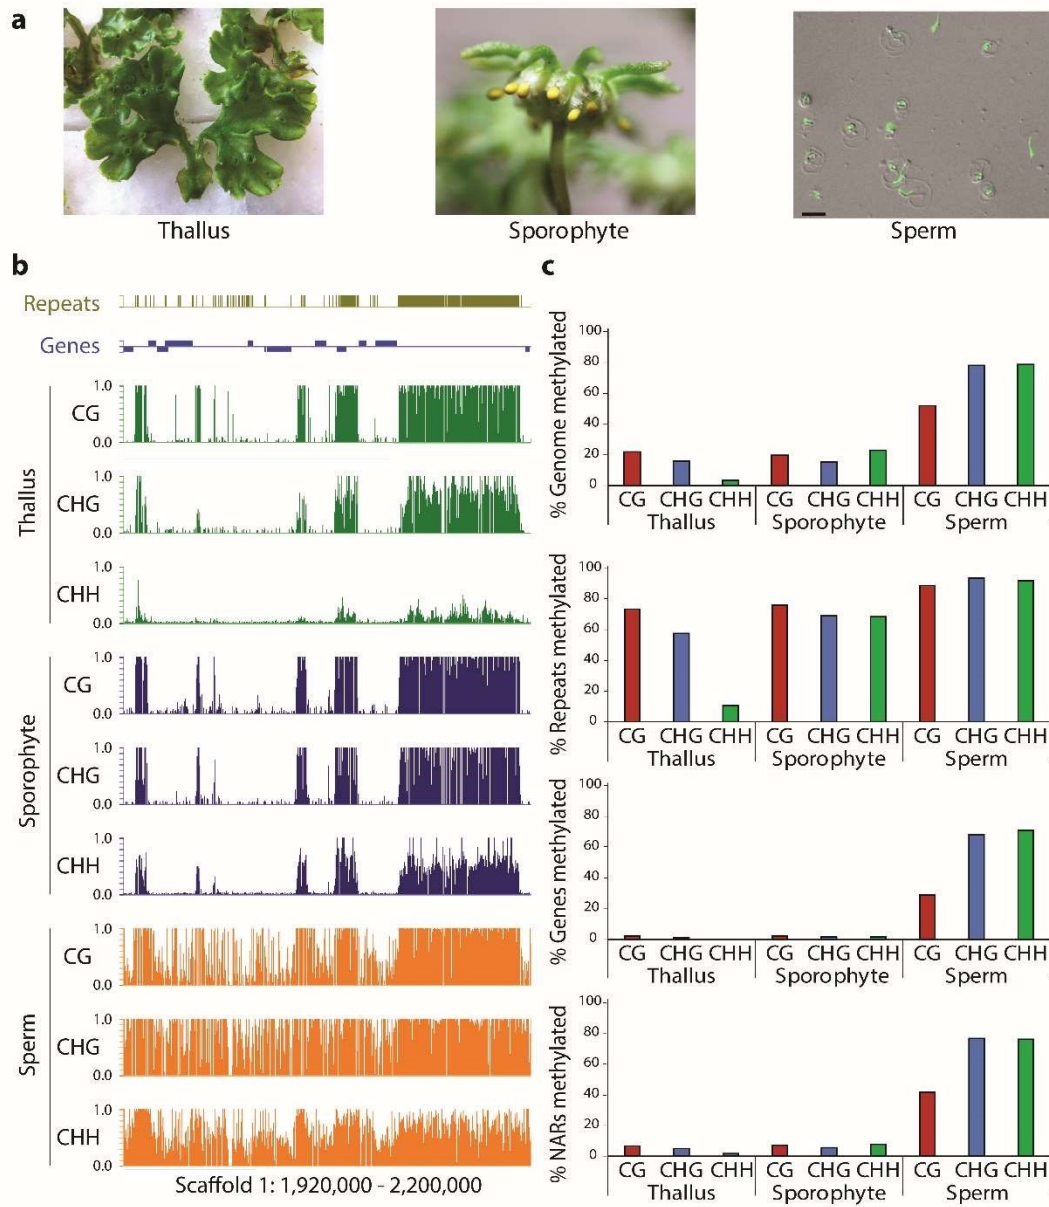 a
Thallus
Sporophyte
Sperm
b
Repeats
Genes
Thallus
CG
1.0
0.0
CHG
1.0
0.0
CHH
1.0
0.0
Sporophyte
CG
1.0
0.0
CHG
1.0
0.0
CHH
1.0
0.0
Sperm
CG
1.0
0.0
CHG
1.0
0.0
CHH
1.0
0.0
Scaffold 1: 1,920,000 - 2,200,000
c
% Genome methylated
100
80
60
40
20
0
CG CHG CHH CG CHG CHH CG CHG CHH
Thallus Sporophyte Sperm
% Repeats methylated
100
80
60
40
20
0
CG CHG CHH CG CHG CHH CG CHG CHH
Thallus Sporophyte Sperm
% Genes methylated
100
80
60
40
20
0
CG CHG CHH CG CHG CHH CG CHG CHH
Thallus Sporophyte Sperm
% NARs methylated
100
80
60
40
20
0
CG CHG CHH CG CHG CHH CG CHG CHH
Thallus Sporophyte Sperm